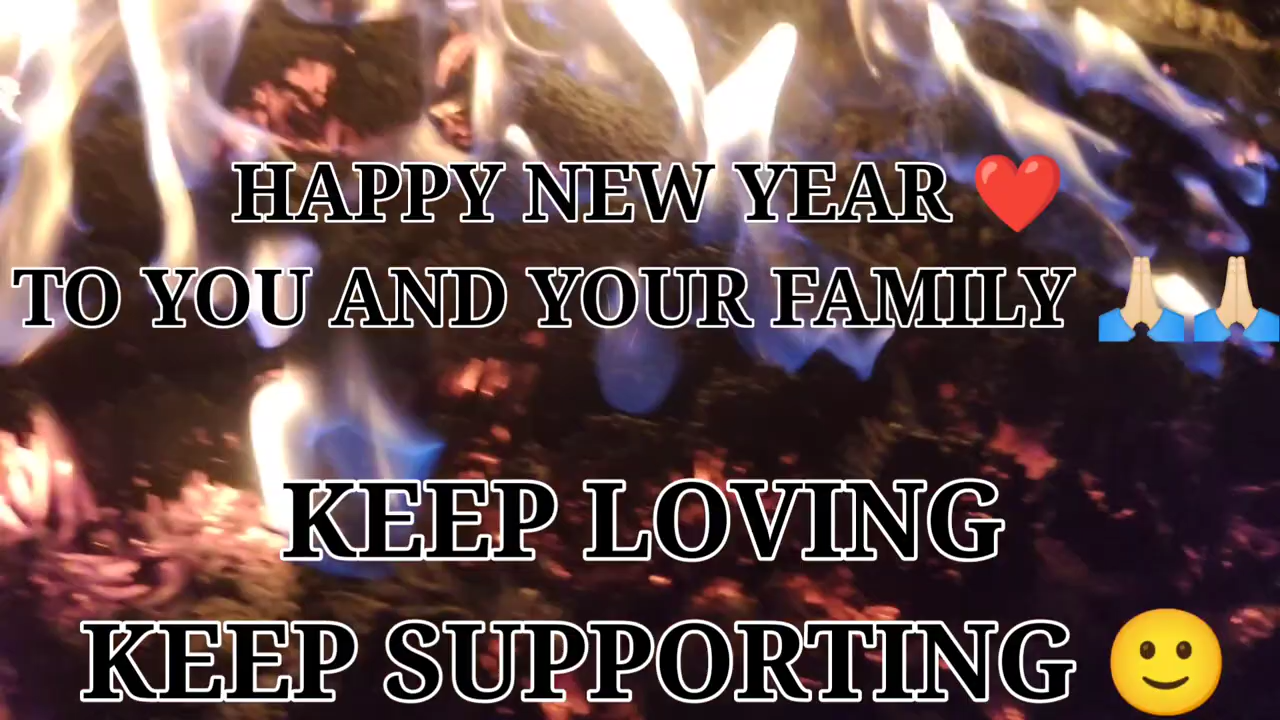 HAPPY NEW YEAR ❤️
TO YOU AND YOUR FAMILY 🙏🏻🙏🏻
KEEP LOVING
KEEP SUPPORTING 🙂